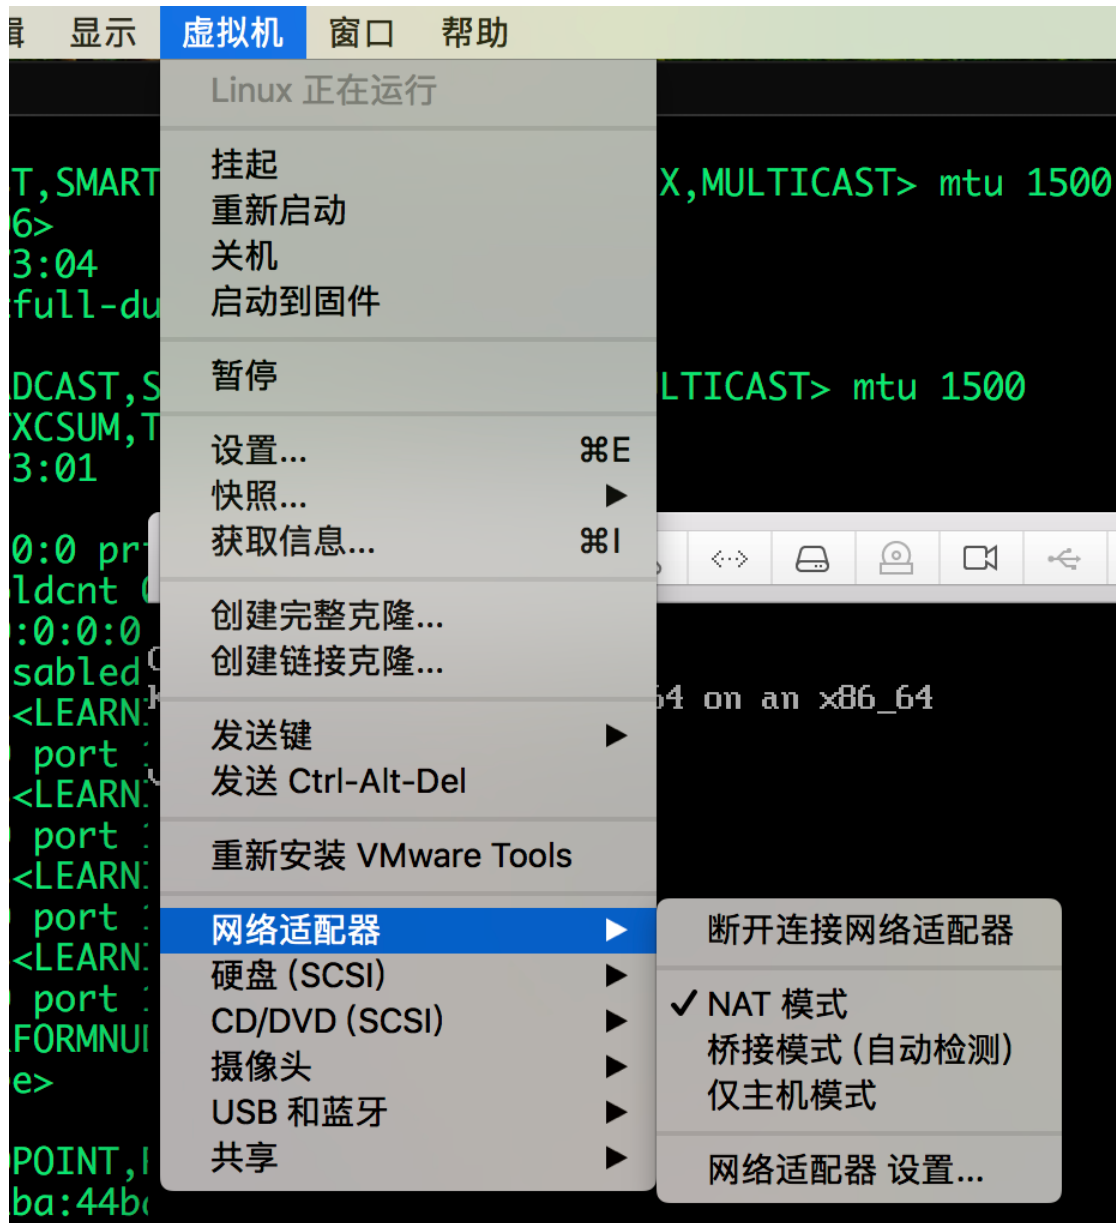 显示 虚拟机 窗口 帮助
Linux 正在运行
挂起
重新启动
关机
启动到固件
暂停
设置... ⌘E
快照...
获取信息... ⌘I
创建完整克隆...
创建链接克隆...
发送键
发送 Ctrl-Alt-Del
重新安装 VMware Tools
网络适配器
硬盘 (SCSI)
CD/DVD (SCSI)
摄像头
USB 和蓝牙
共享
断开连接网络适配器
✓ NAT 模式
桥接模式 (自动检测)
仅主机模式
网络适配器 设置...
T,SMART
X,MULTICAST> mtu 1500
6>
3:04
full-du
DCAST,S
LTICAST> mtu 1500
XCSUM,T
3:01
0:0 pr
ldcnt
:0:0:0
sabled
64 on an x86_64
<LEARN
port
<LEARN
port
<LEARN
port
<LEARN
port
FORMNU
e>
POINT,
ba:44b